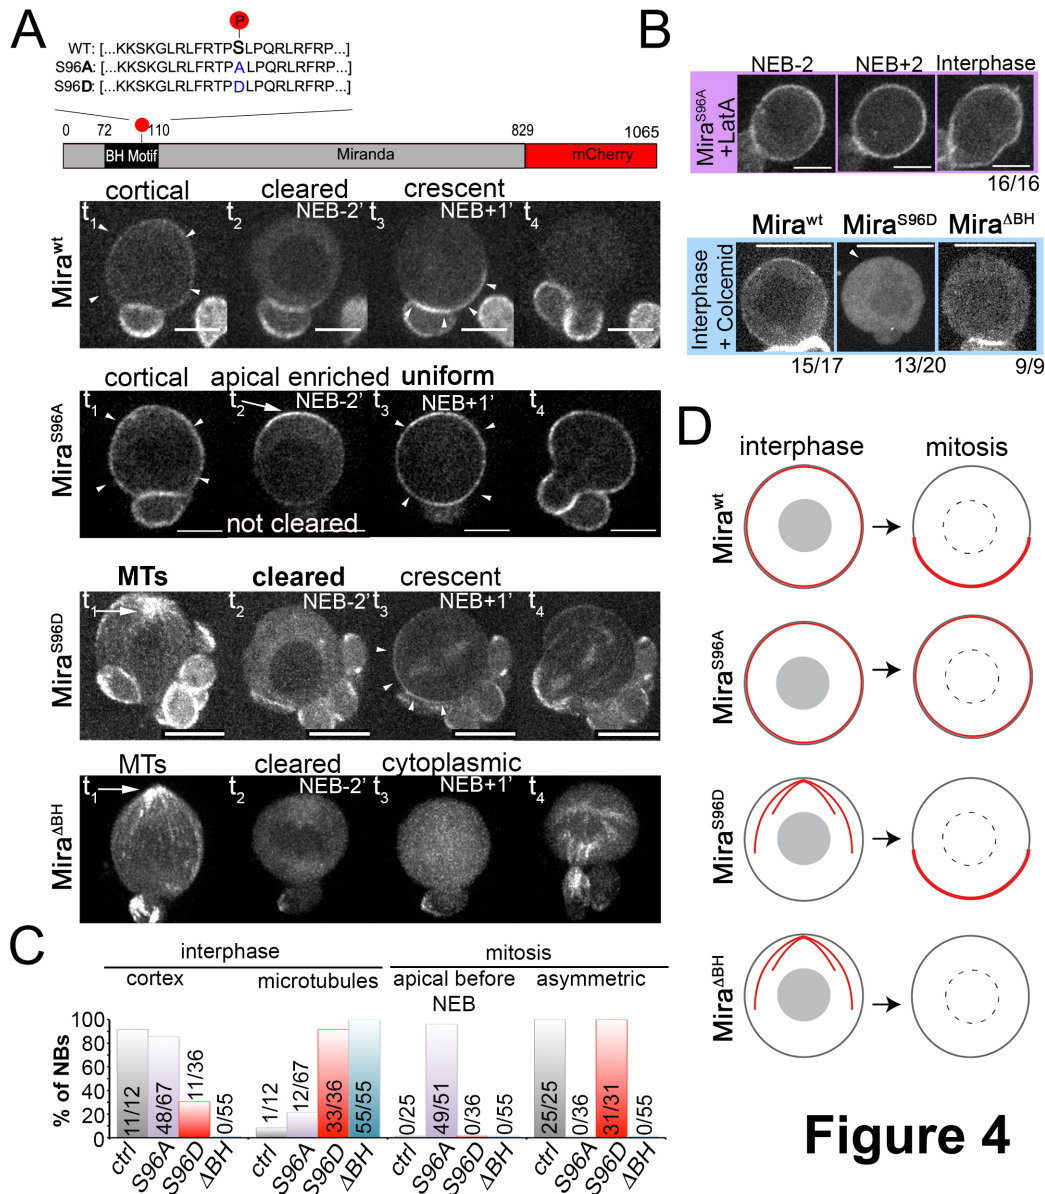 A
P
WT: [...KKSKGLRLFRTPSLPQRLRFRP...]
S96A: [...KKSKGLRLFRTPALPQRLRFRP...]
S96D: [...KKSKGLRLFRTPDLPQRLRFRP...]
0 72 110 829 1065
BH Motif Miranda mCherry
cortical cleared crescent
t1 t2 NEB-2’ t3 NEB+1’ t4
Mirawt
cortical apical enriched uniform
t1 t2 NEB-2’ t3 NEB+1’ t4
MiraS96A
not cleared
MTs cleared crescent
t1 t2 NEB-2’ t3 NEB+1’ t4
MiraS96D
MTs cleared cytoplasmic
t1 t2 NEB-2’ t3 NEB+1’ t4
MiraΔBH
B
NEB-2 NEB+2 Interphase
MiraS96A
+LatA
16/16
Mirawt MiraS96D MiraΔBH
Interphase
+ Colcemid
15/17 13/20 9/9
C
interphase mitosis
cortex microtubules apical before asymmetric
NEB
% of NBs
100
80
60
40
20
0
11/12 48/67 11/36 0/55 1/12 12/67 33/36 55/55 0/25 49/51 0/36 0/55 25/25 0/36 31/31 0/55
ctrl S96A S96D ΔBH ctrl S96A S96D ΔBH ctrl S96A S96D ΔBH ctrl S96A S96D ΔBH
D
interphase mitosis
Mirawt
MiraS96A
MiraS96D
MiraΔBH
Figure 4